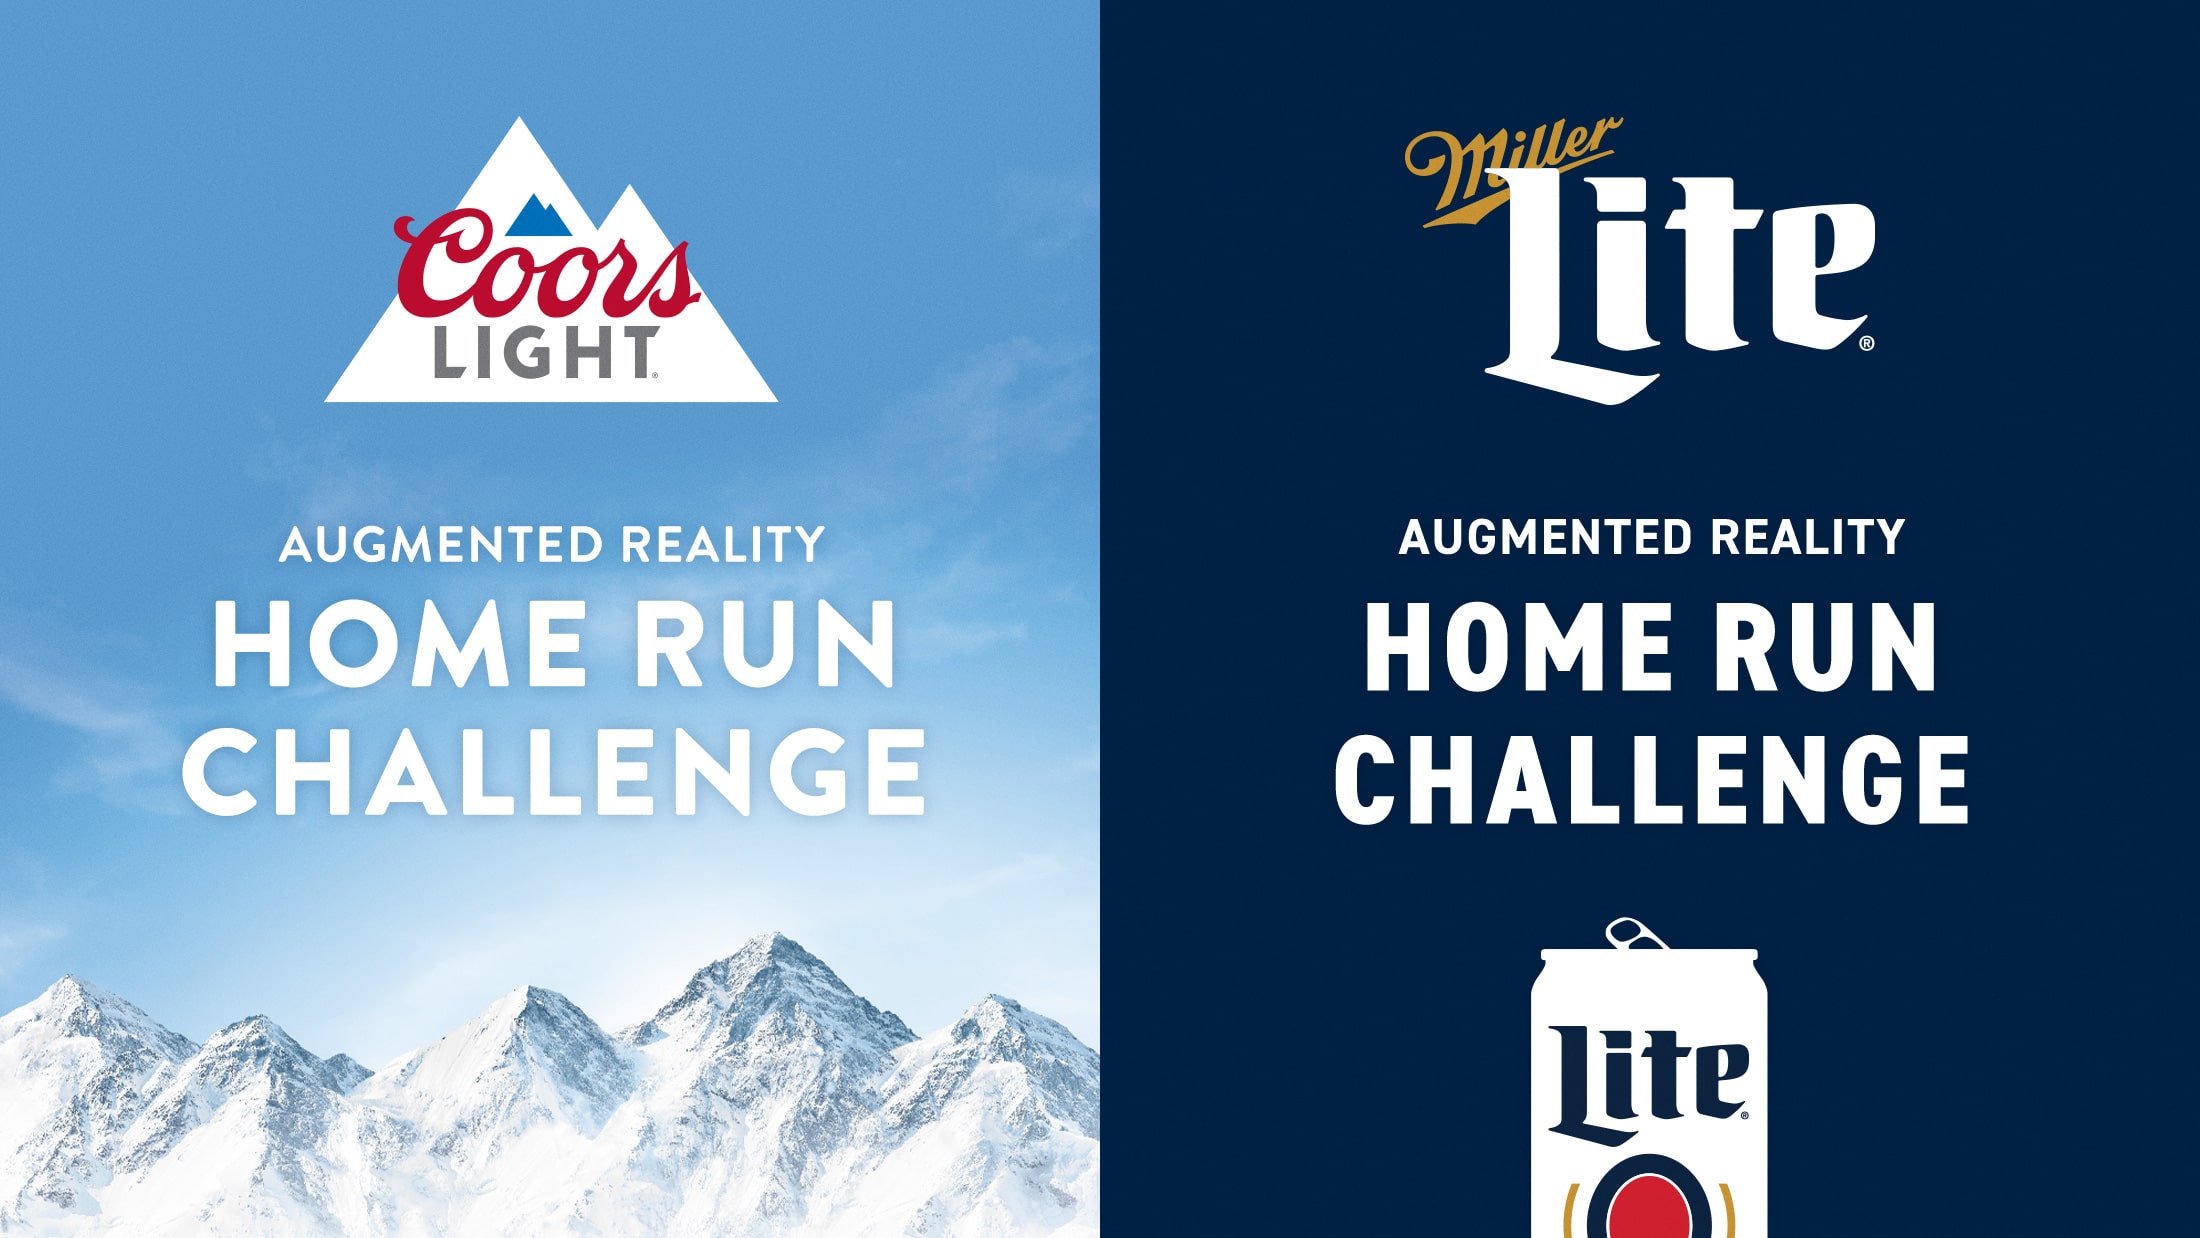 Coors
LIGHT®
AUGMENTED REALITY
HOME RUN
CHALLENGE
Miller
Lite®
AUGMENTED REALITY
HOME RUN
CHALLENGE
Lite®